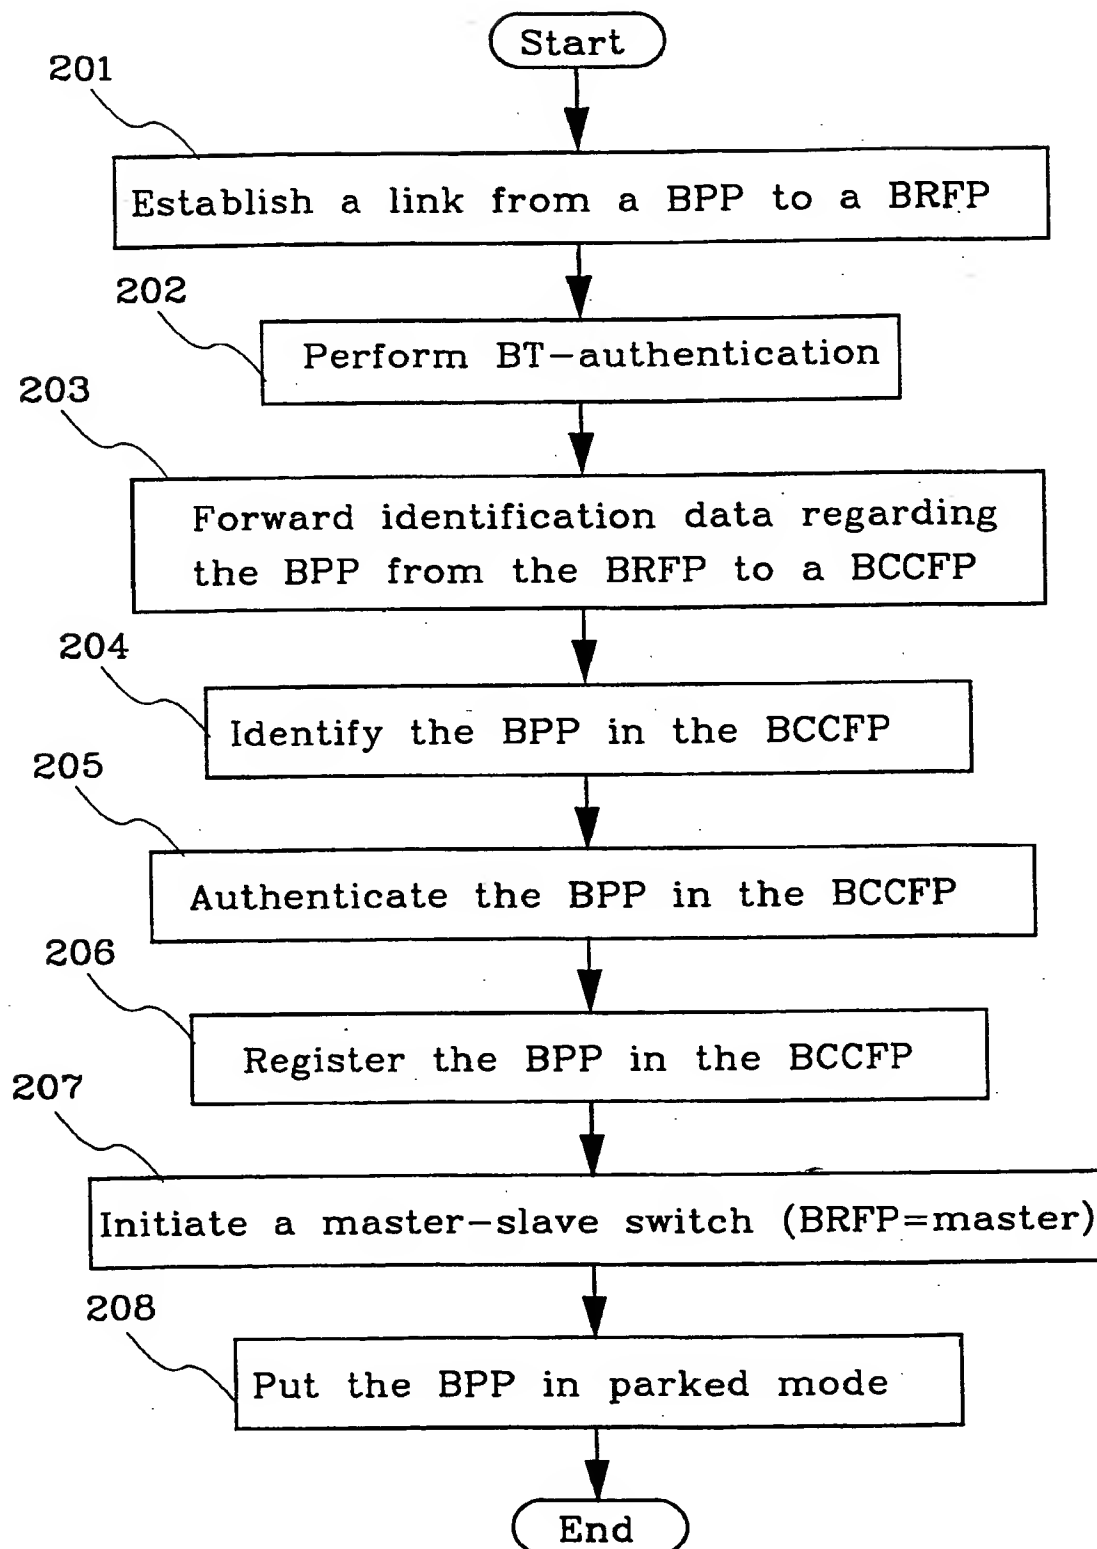 Start
201
Establish a link from a BPP to a BRFP
202
Perform BT-authentication
203
Forward identification data regarding
the BPP from the BRFP to a BCCFP
204
Identify the BPP in the BCCFP
205
Authenticate the BPP in the BCCFP
206
Register the BPP in the BCCFP
207
Initiate a master-slave switch (BRFP=master)
208
Put the BPP in parked mode
End